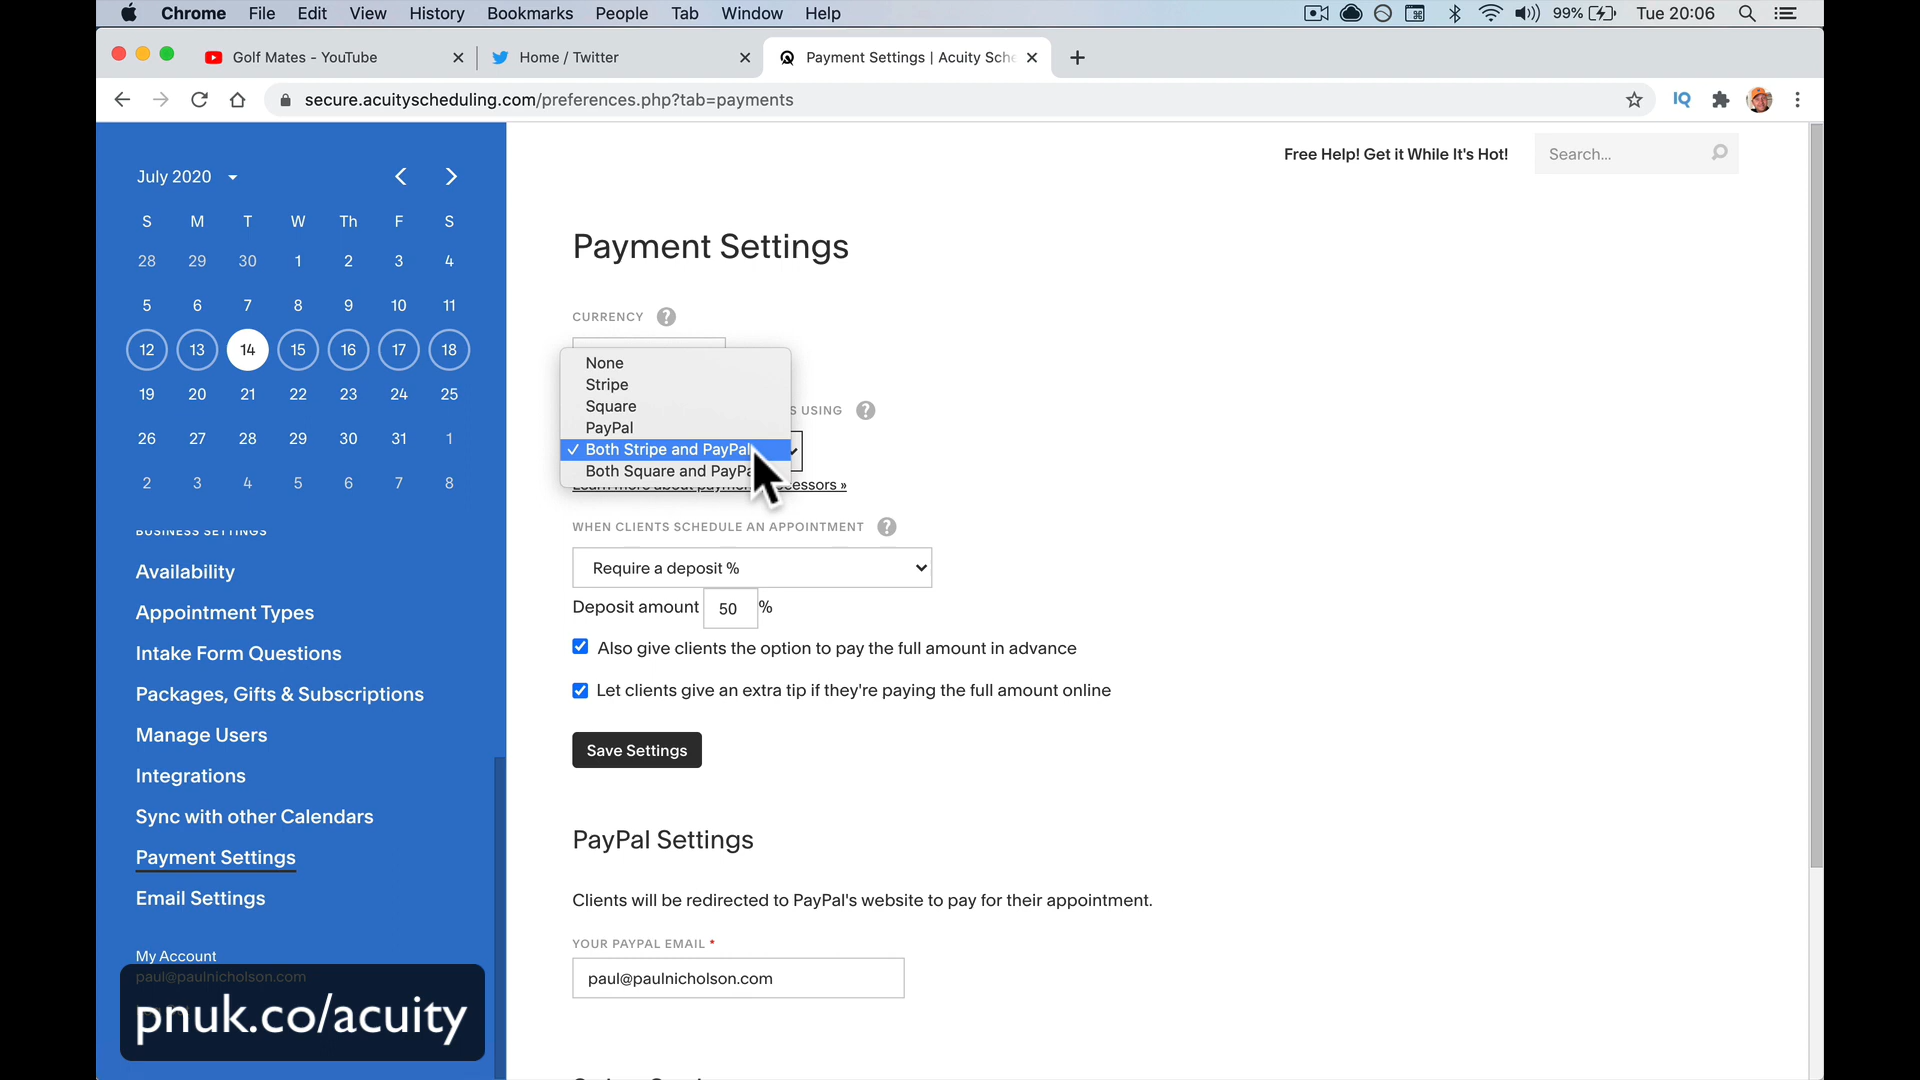 Chrome File Edit View History Bookmarks People Tab Window Help 99% Tue 20:06
Golf Mates - YouTube Home / Twitter Payment Settings | Acuity Sche
secure.acuityscheduling.com/preferences.php?tab=payments IQ
July 2020
S M T W Th F S
28 29 30 1 2 3 4
5 6 7 8 9 10 11
12 13 14 15 16 17 18
19 20 21 22 23 24 25
26 27 28 29 30 31 1
2 3 4 5 6 7 8
BUSINESS SETTINGS
Availability
Appointment Types
Intake Form Questions
Packages, Gifts & Subscriptions
Manage Users
Integrations
Sync with other Calendars
Payment Settings
Email Settings
My Account
paul@paulnicholson.com
pnuk.co/acuity
Free Help! Get it While It's Hot! Search...
Payment Settings
CURRENCY ?
None
Stripe
Square
PayPal
S USING ?
✓ Both Stripe and PayPal
Both Square and PayPa
Learn more about payment processors »
WHEN CLIENTS SCHEDULE AN APPOINTMENT ?
Require a deposit %
Deposit amount 50 %
Also give clients the option to pay the full amount in advance
Let clients give an extra tip if they're paying the full amount online
Save Settings
PayPal Settings
Clients will be redirected to PayPal's website to pay for their appointment.
YOUR PAYPAL EMAIL *
paul@paulnicholson.com